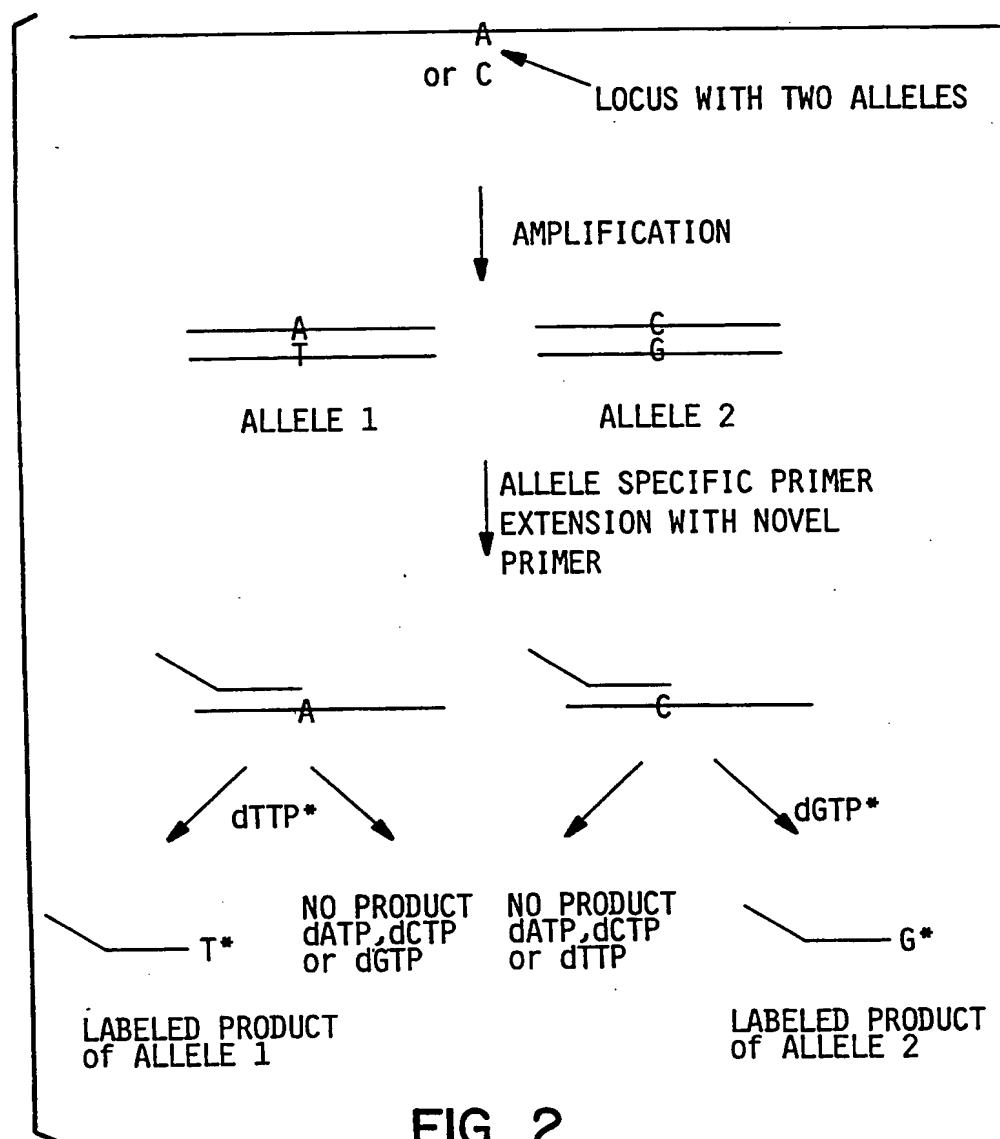 A
or C
LOCUS WITH TWO ALLELES
AMPLIFICATION
A
T
C
G
ALLELE 1
ALLELE 2
ALLELE SPECIFIC PRIMER
EXTENSION WITH NOVEL
PRIMER
A
C
dTTP*
dGTP*
NO PRODUCT
dATP,dCTP
or dGTP
NO PRODUCT
dATP,dCTP
or dTTP
T*
G*
LABELED PRODUCT
of ALLELE 1
LABELED PRODUCT
of ALLELE 2
FIG. 2